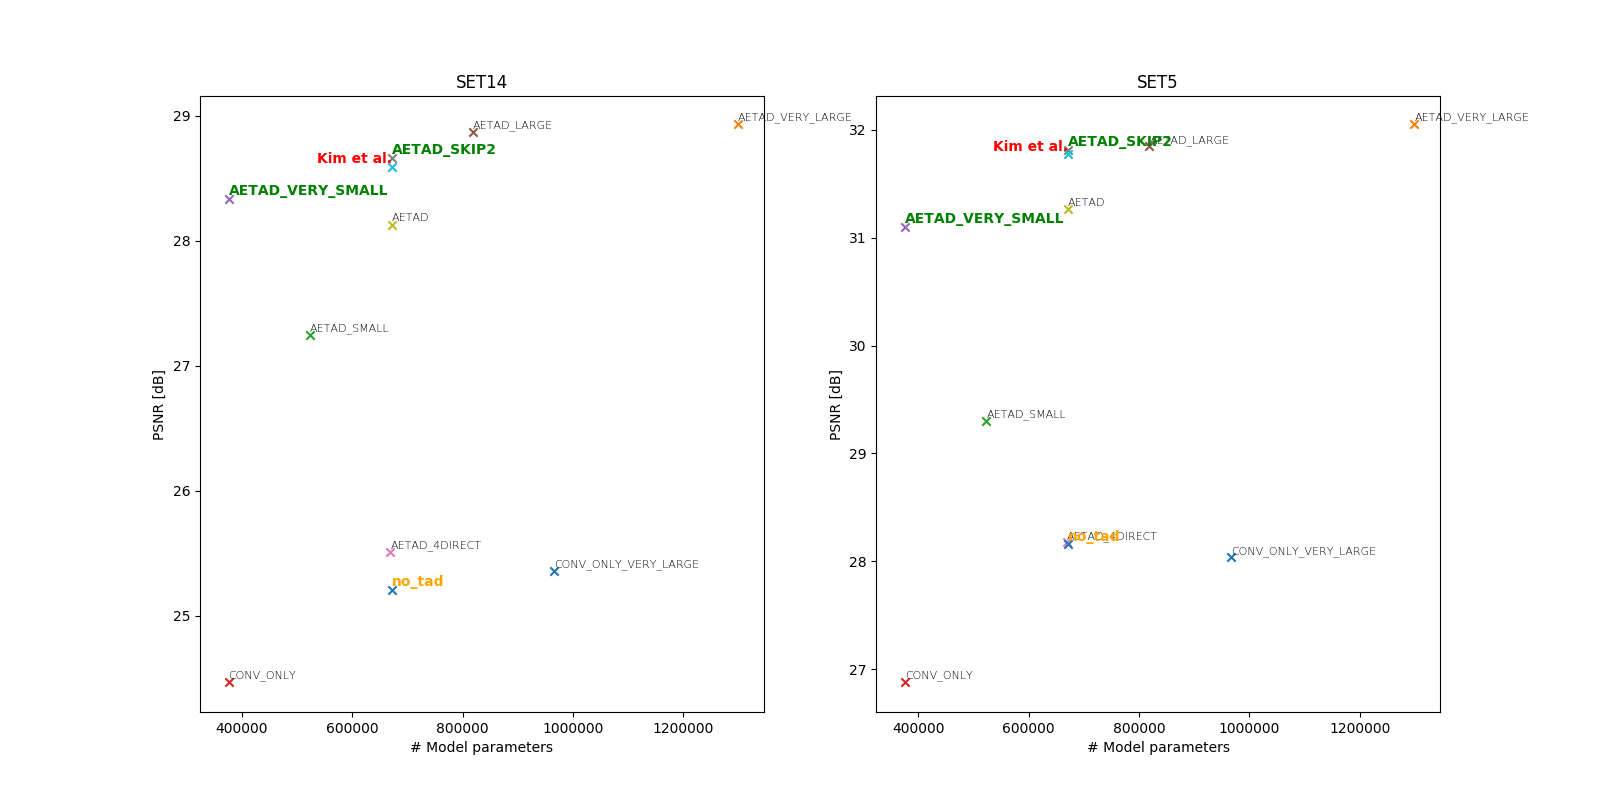 SET14
29
28
27
26
25
PSNR [dB]
AETAD_LARGE
AETAD_VERY_LARGE
AETAD_SKIP2
Kim et al.
AETAD_VERY_SMALL
AETAD
AETAD_SMALL
AETAD_4DIRECT
CONV_ONLY_VERY_LARGE
no_tad
CONV_ONLY
400000 600000 800000 1000000 1200000
# Model parameters
SET5
32
31
30
29
28
27
PSNR [dB]
AETAD_VERY_LARGE
AETAD_SKIP2
AETAD_LARGE
Kim et al.
AETAD
AETAD_VERY_SMALL
AETAD_SMALL
AETAD_4DIRECT
no_tad
CONV_ONLY_VERY_LARGE
CONV_ONLY
400000 600000 800000 1000000 1200000
# Model parameters